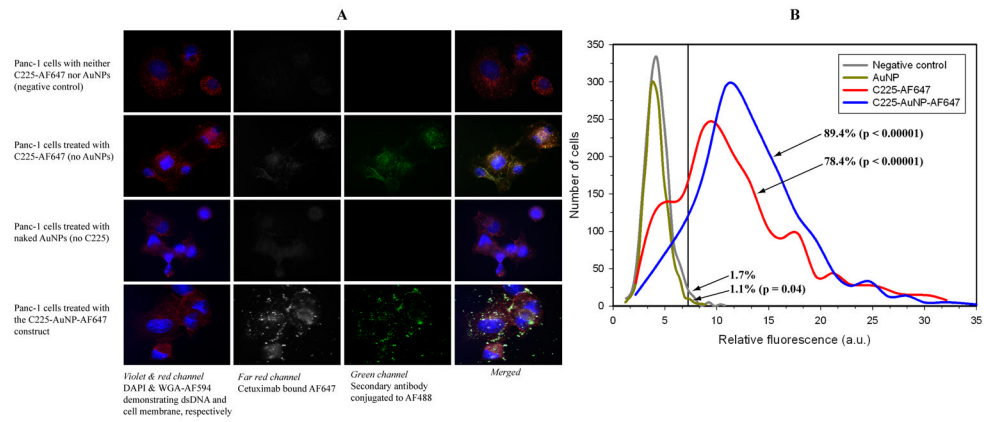 A
Panc-1 cells with neither
C225-AF647 nor AuNPs
(negative control)
Panc-1 cells treated with
C225-AF647 (no AuNPs)
Panc-1 cells treated with
naked AuNPs (no C225)
Panc-1 cells treated with
the C225-AuNP-AF647
construct
Violet & red channel
DAPI & WGA-AF594
demonstrating dsDNA and
cell membrane, respectively
Far red channel
Cetuximab bound AF647
Green channel
Secondary antibody
conjugated to AF488
Merged
B
Number of cells
350
300
250
200
150
100
50
0
Negative control
AuNP
C225-AF647
C225-AuNP-AF647
89.4% (p < 0.00001)
78.4% (p < 0.00001)
1.7%
1.1% (p = 0.04)
0 5 10 15 20 25 30 35
Relative fluorescence (a.u.)